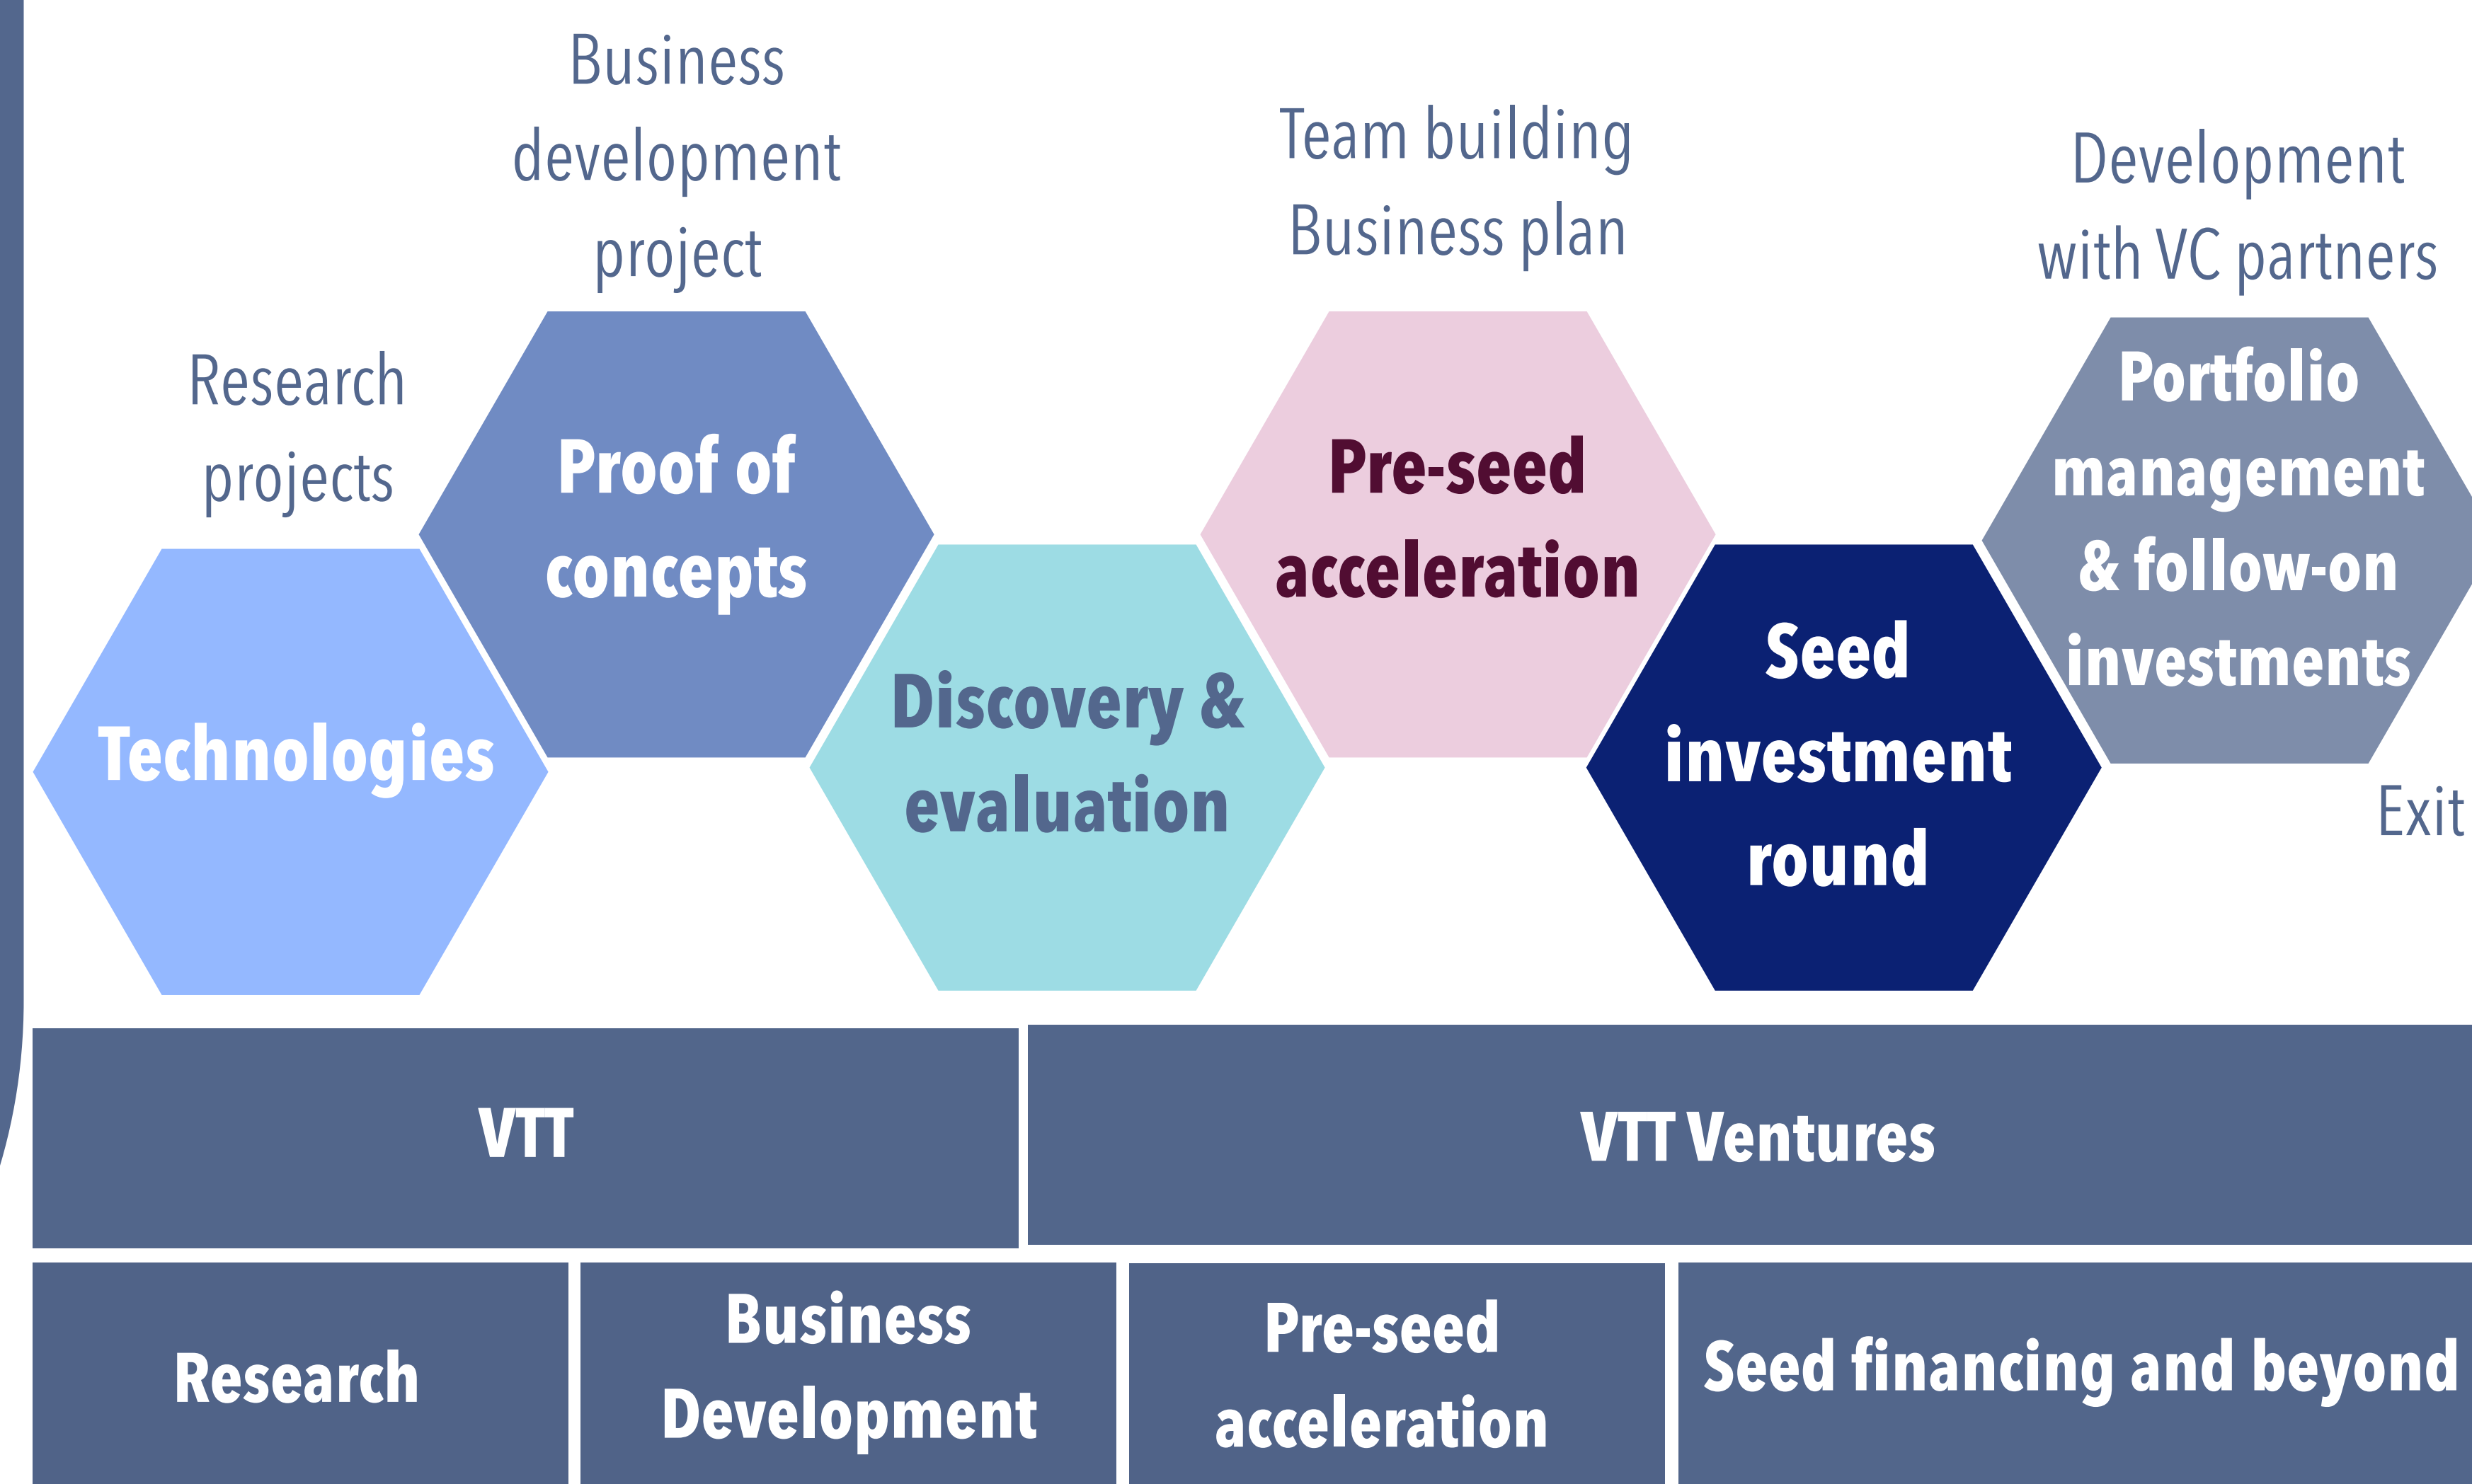 Business
development
project
Team building
Business plan
Development
with VC partners
Research
projects
Technologies
Proof of
concepts
Discovery &
evaluation
Pre-seed
acceleration
Seed
investment
round
Portfolio
management
& follow-on
investments
Exit
VTT
VTT Ventures
Research
Business
Development
Pre-seed
acceleration
Seed financing and beyond